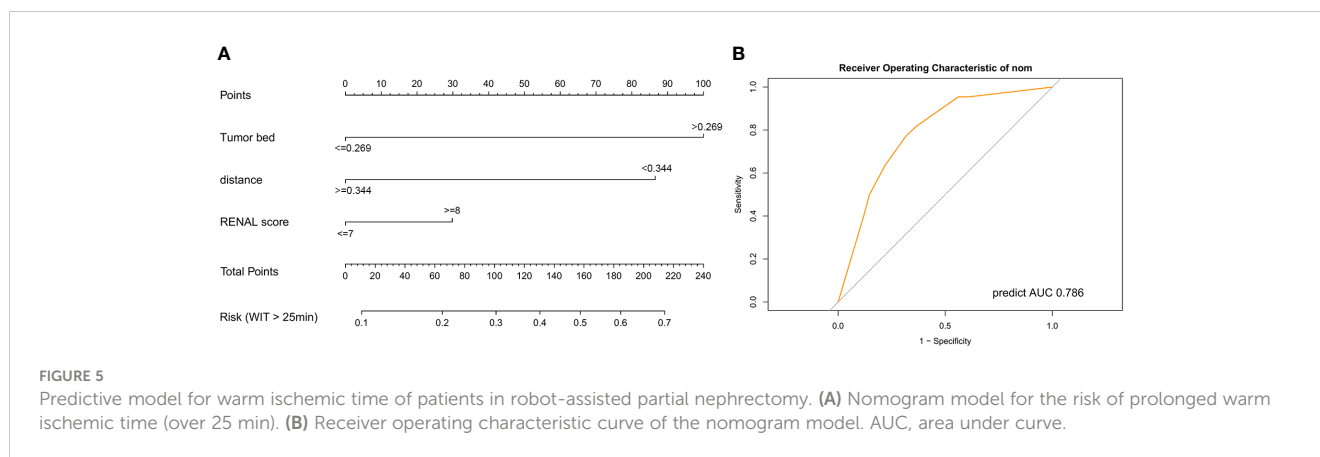 A
0 10 20 30 40 50 60 70 80 90 100
Points
>0.269
Tumor bed
<=0.269
<0.344
distance
>=0.344
>=8
RENAL score
<=7
Total Points
0 20 40 60 80 100 120 140 160 180 200 220 240
Risk (WIT > 25min)
0.1 0.2 0.3 0.4 0.5 0.6 0.7
B
Receiver Operating Characteristic of nom
Sensitivity
1.0
0.8
0.6
0.4
0.2
0.0
predict AUC 0.786
0.0 0.5 1.0
1 − Specificity
FIGURE 5
Predictive model for warm ischemic time of patients in robot-assisted partial nephrectomy. (A) Nomogram model for the risk of prolonged warm
ischemic time (over 25 min). (B) Receiver operating characteristic curve of the nomogram model. AUC, area under curve.